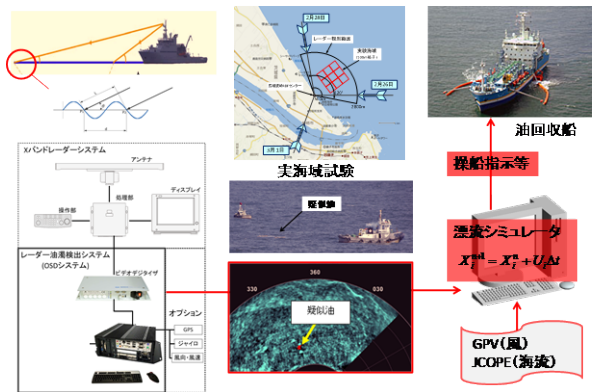 Xバンドレーダーシステム
アンテナ
処理部
操作部
ディスプレイ
レーダー油濁検出システム
(OSDシステム)
ビデオデジタイザ
オプション
GPS
ジャイロ
風向・風速
2月28日
レーダー観測範囲
実験海域
2月26日
3月1日
実海域試験
疑似油
330
360
030
疑似油
油回収船
操船指示等
漂流シミュレータ
X_i^{n+1} = X_i^n + U_iΔt
GPV(風)
JCOPE(海流)